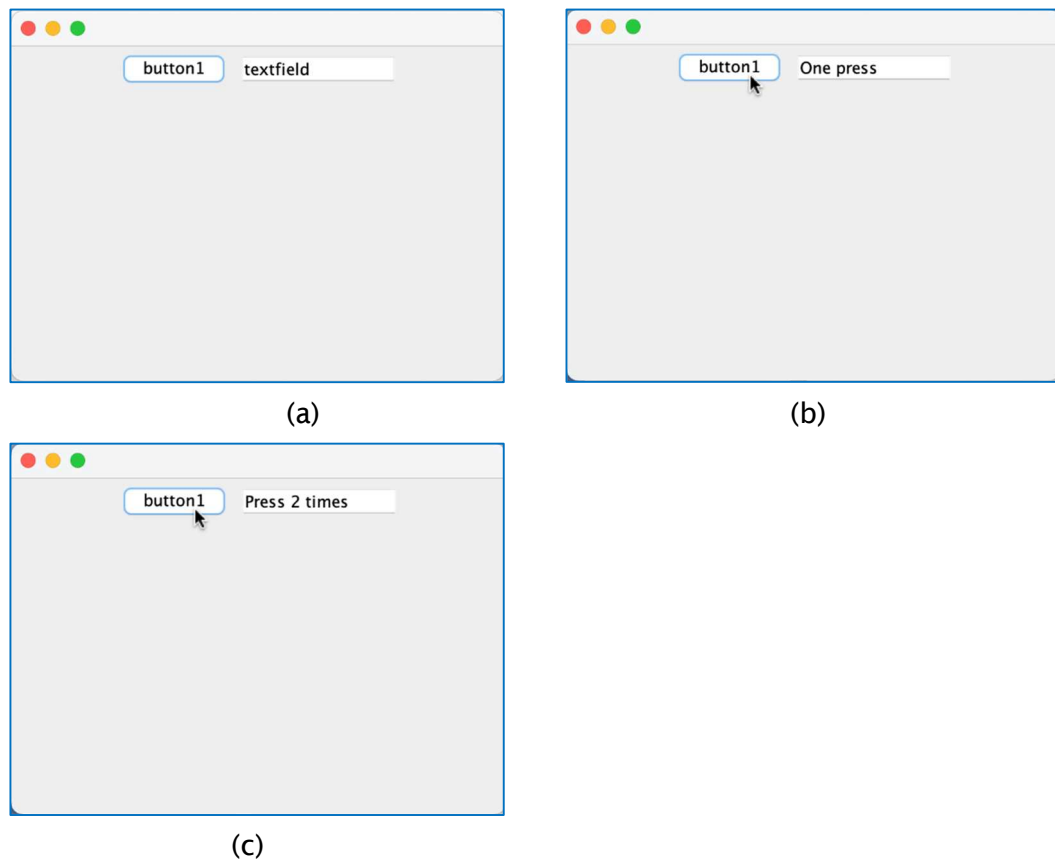 button1 textfield
button1 One press
(a)
(b)
button1 Press 2 times
(c)